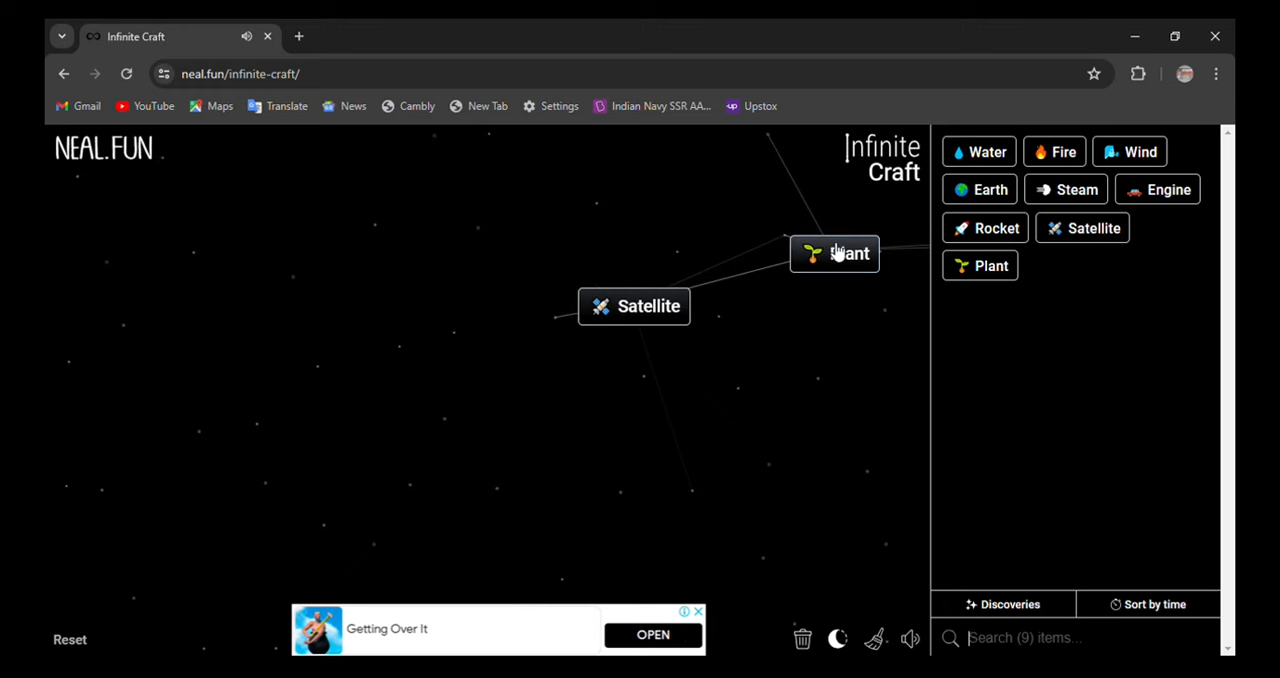 Infinite Craft
neal.fun/infinite-craft/
Gmail YouTube Maps Translate News Cambly New Tab Settings Indian Navy SSR AA... Upstox
NEAL.FUN
Infinite
Craft
Water Fire Wind
Earth Steam Engine
Rocket Satellite
Plant
Satellite
Discoveries Sort by time
Search (9) items...
Reset
Getting Over It
OPEN